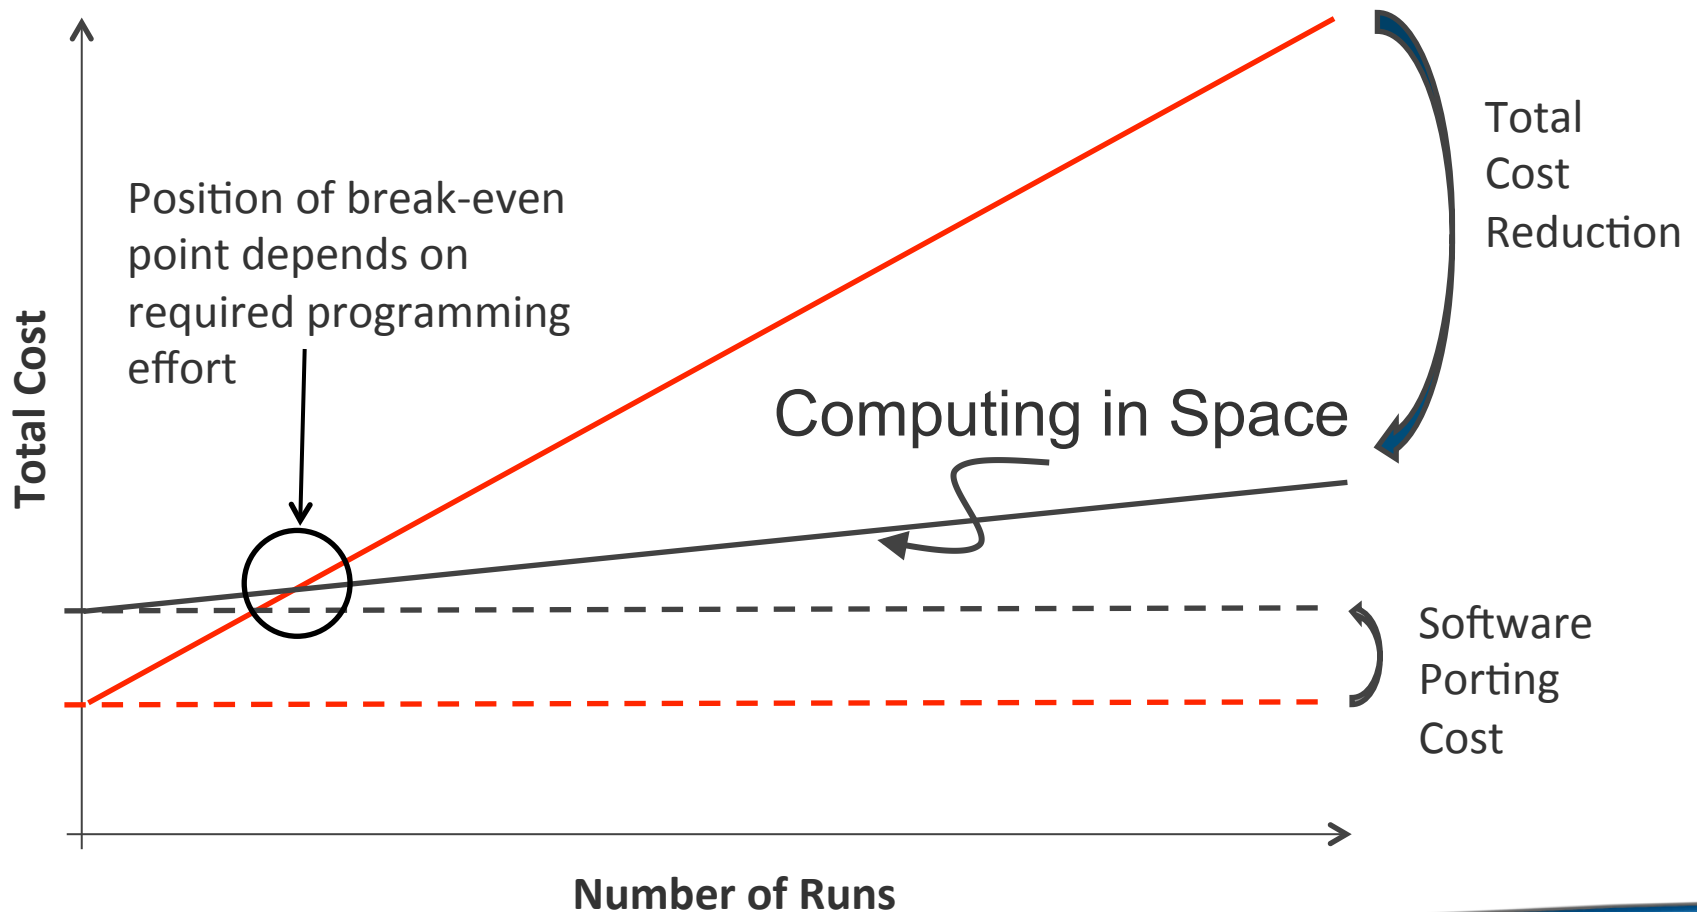 Total
Cost
Reduction
Position of break-even
point depends on
required programming
effort
Total Cost
Computing in Space
Software
Porting
Cost
Number of Runs